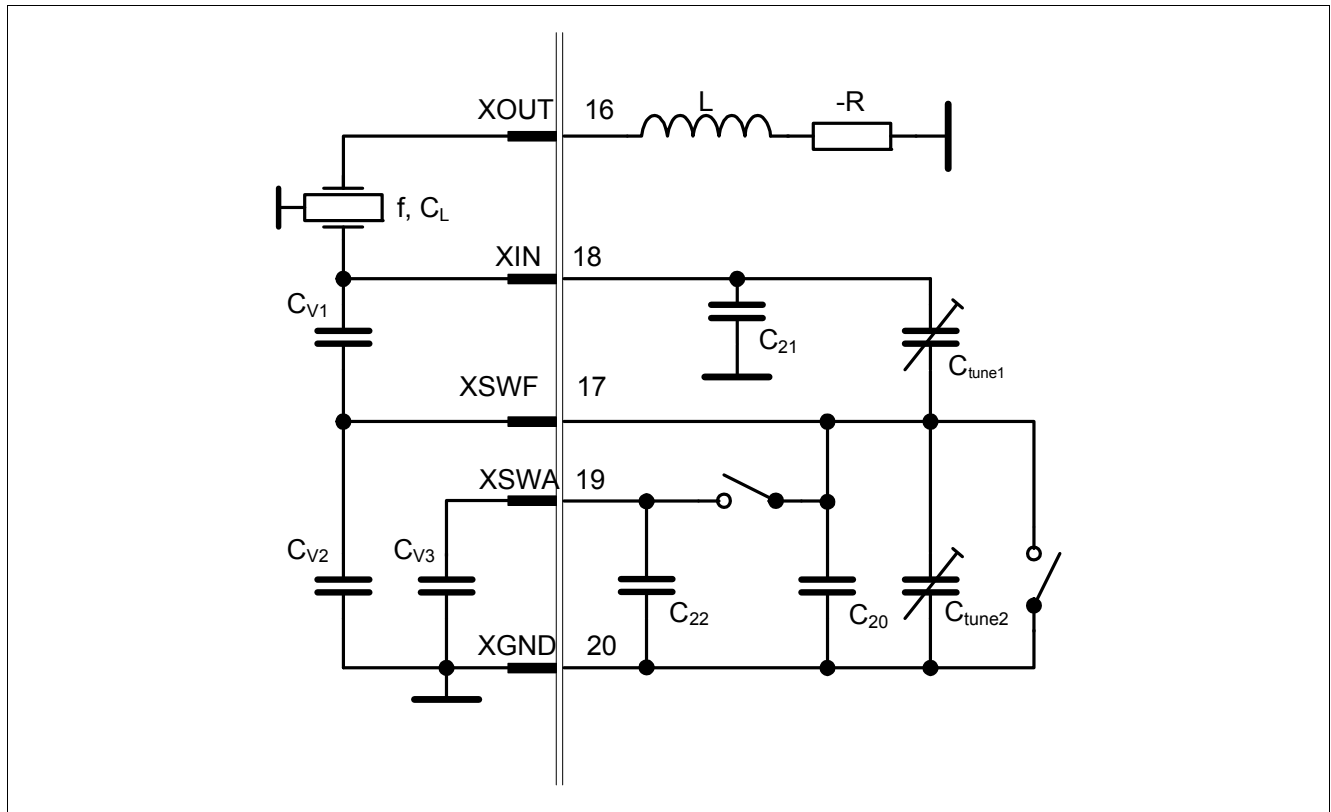 XOUT 16 L -R
f, CL
XIN 18
CV1
C21
Ctune1
XSWF 17
XSWA 19
CV2 CV3
C22 C20 Ctune2
XGND 20